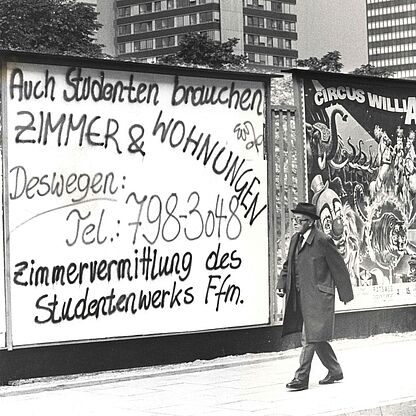 Auch Studenten brauchen
ZIMMER & WOHNUNGEN
Deswegen:
Tel.: 798-3048
Zimmervermittlung des
Studentenwerks Ffm.
CIRCUS WILLIA